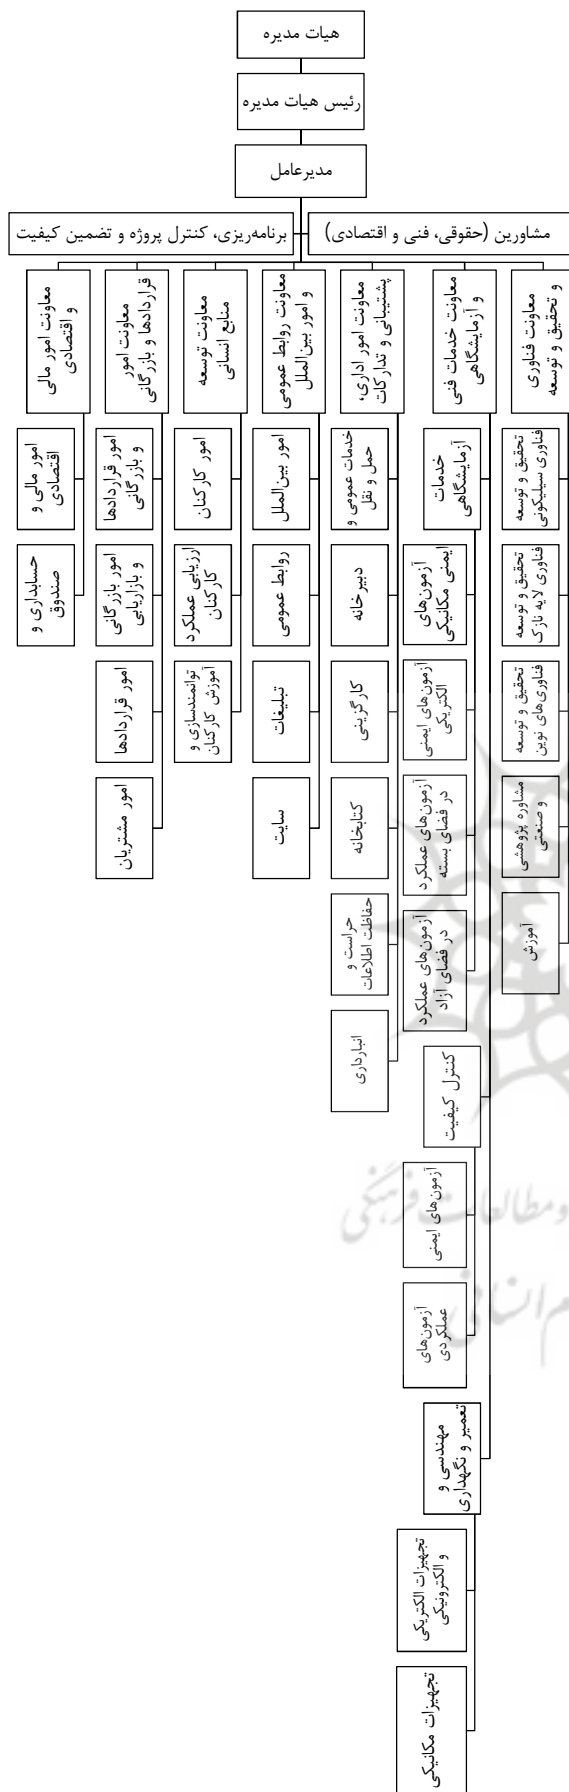 هیات مدیره
رئیس هیات مدیره
مدیرعامل
مشاورین (حقوقی، فنی و اقتصادی)
برنامه‌ریزی، کنترل پروژه و تضمین کیفیت
معاونت فناوری
و تحقیق و توسعه
تحقیق و توسعه
فناوری سیلیکونی
تحقیق و توسعه
فناوری لایه نازک
تحقیق و توسعه
فناوری‌های نوین
مشاوره پژوهشی
و صنعتی
آموزش
معاونت خدمات فنی
و آزمایشگاهی
خدمات
آزمایشگاهی
آزمون‌های
ایمنی مکانیکی
آزمون‌های ایمنی
الکتریکی
آزمون‌های عملکرد
در فضای بسته
آزمون‌های عملکرد
در فضای آزاد
کنترل کیفیت
آزمون‌های ایمنی
آزمون‌های
عملکردی
مهندسی و
تعمیر و نگهداری
تجهیزات الکتریکی
و الکترونیکی
تجهیزات مکانیکی
معاونت امور اداری،
پشتیبانی و تدارکات
خدمات عمومی و
حمل و نقل
دبیرخانه
کارگزینی
کتابخانه
حراست و
حفاظت اطلاعات
انبارداری
معاونت روابط عمومی
و امور بین‌الملل
امور بین‌الملل
روابط عمومی
تبلیغات
سایت
معاونت توسعه
منابع انسانی
امور کارکنان
ارزیابی عملکرد
کارکنان
توانمندسازی و
آموزش کارکنان
معاونت امور
قراردادها و بازرگانی
امور قراردادها
و بازرگانی
امور بازرگانی
و بازاریابی
امور قراردادها
امور مشتریان
معاونت امور مالی
و اقتصادی
امور مالی و
اقتصادی
حسابداری و
صندوق
و مطالعات فرهنگی
م انسانی